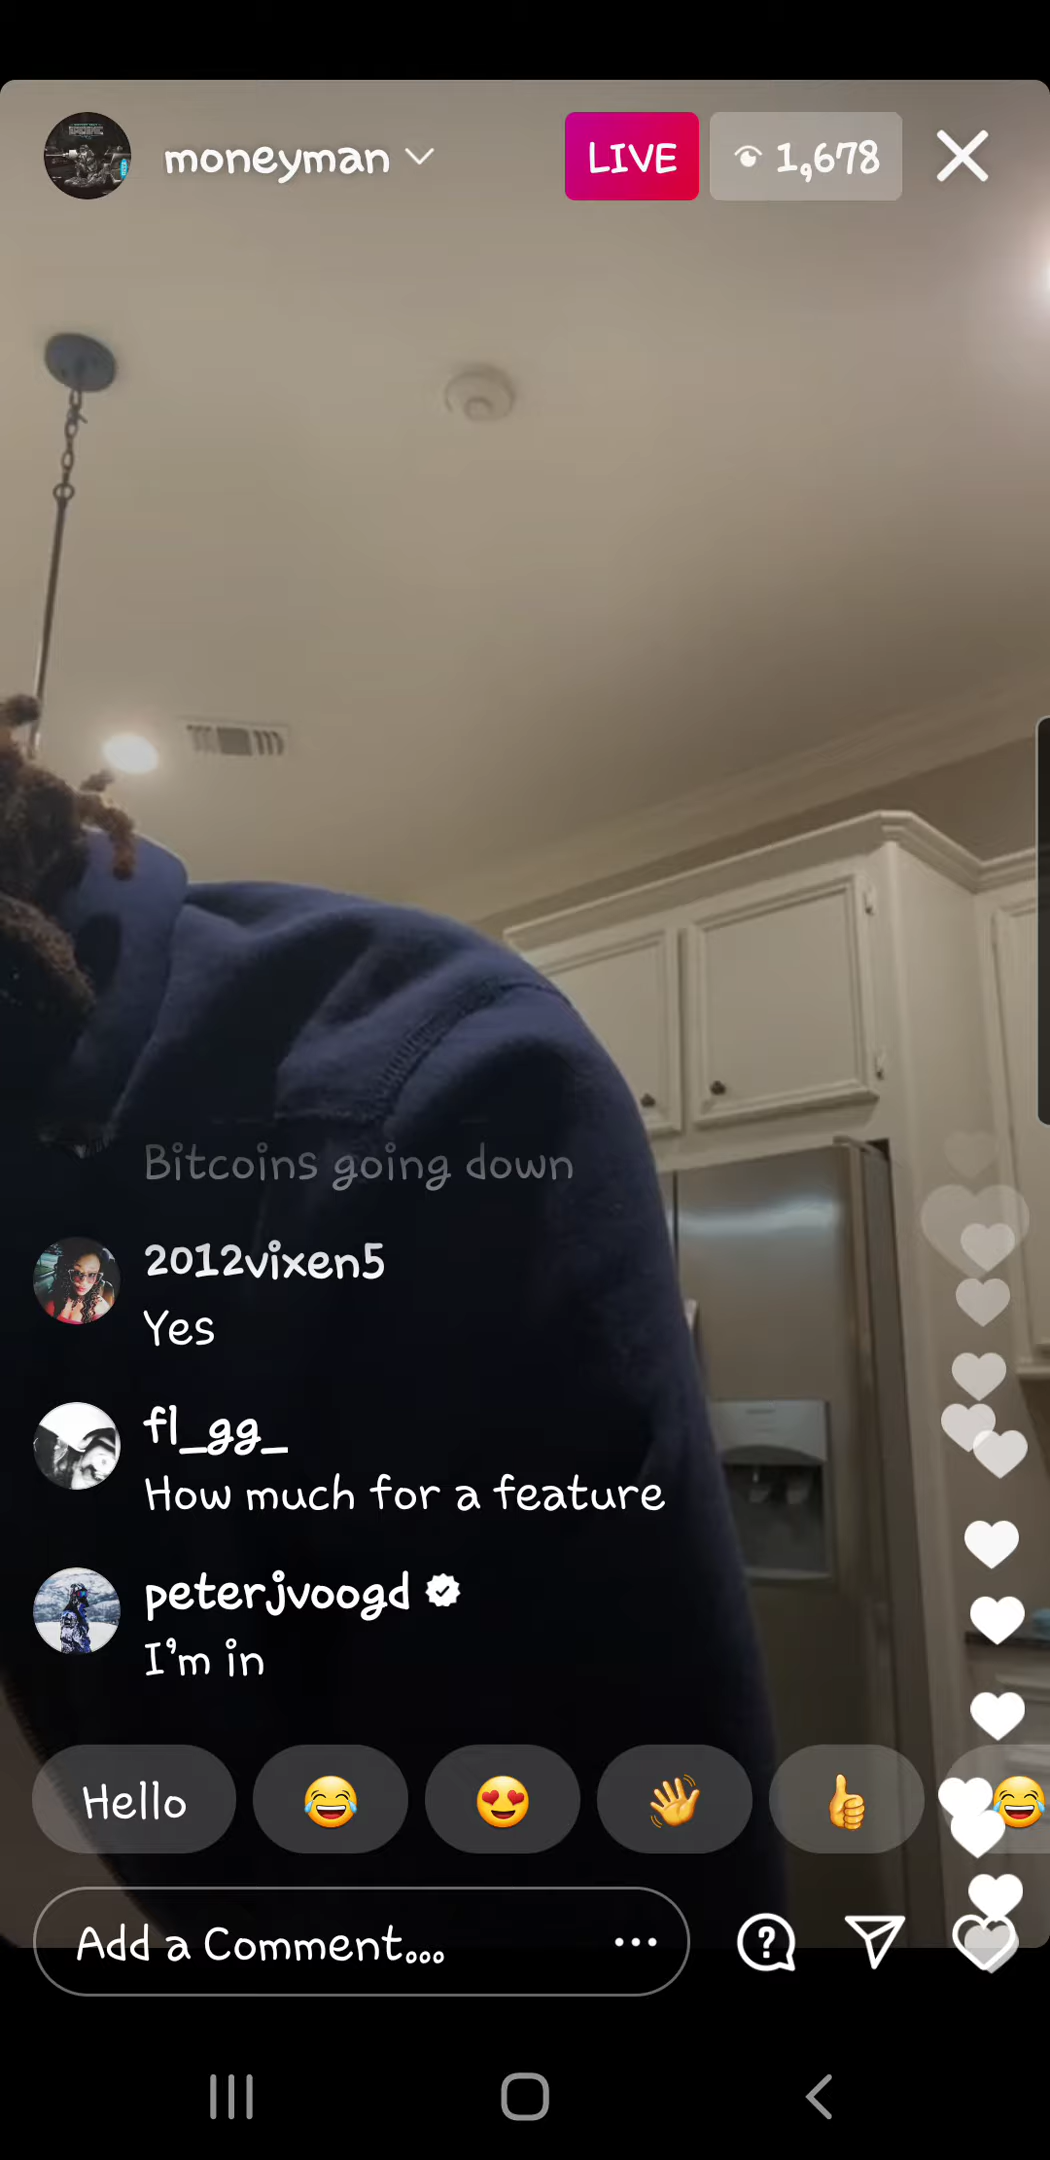 moneyman
LIVE
1,678
Bitcoins going down
2012vixen5
Yes
fl_gg_
How much for a feature
peterjvoogd
I'm in
Hello
Add a Comment...